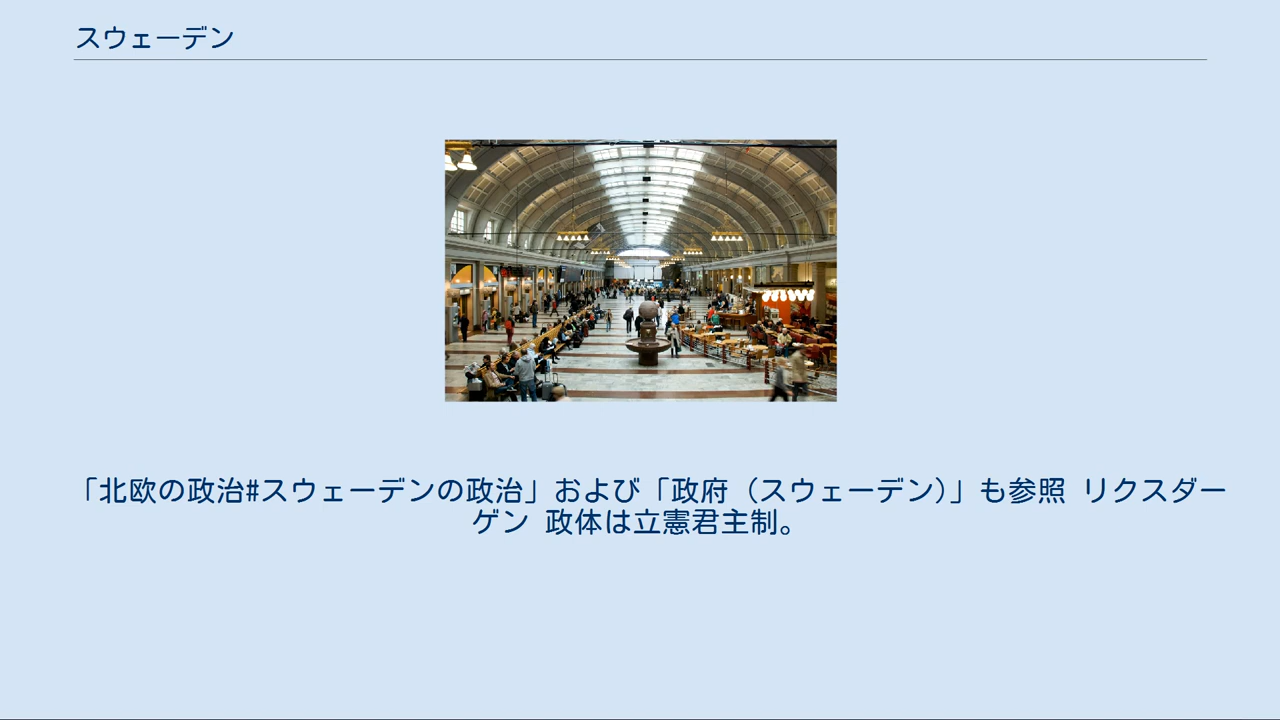 スウェーデン
「北欧の政治#スウェーデンの政治」および「政府（スウェーデン）」も参照 リクスダー
ゲン 政体は立憲君主制。